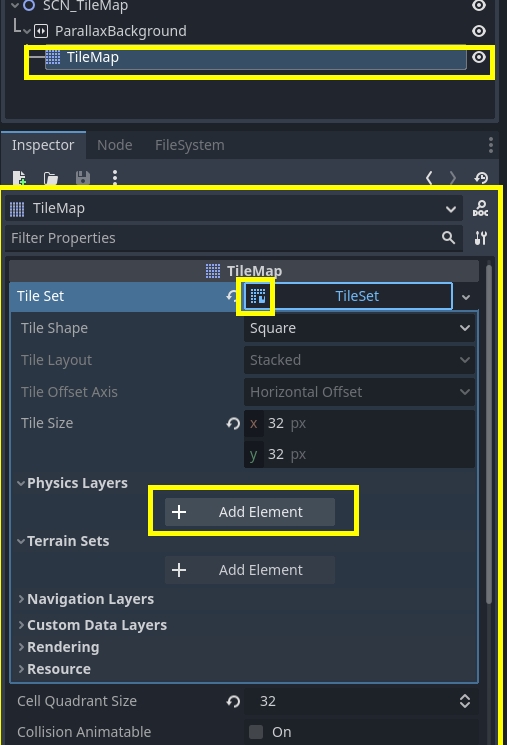 SCN_TileMap
ParallaxBackground
TileMap
Inspector Node FileSystem
TileMap
DOC
Filter Properties
TileMap
Tile Set TileSet
Tile Shape Square
Tile Layout Stacked
Tile Offset Axis Horizontal Offset
Tile Size x 32 px
y 32 px
Physics Layers
+ Add Element
Terrain Sets
+ Add Element
Navigation Layers
Custom Data Layers
Rendering
Resource
Cell Quadrant Size 32
Collision Animatable On